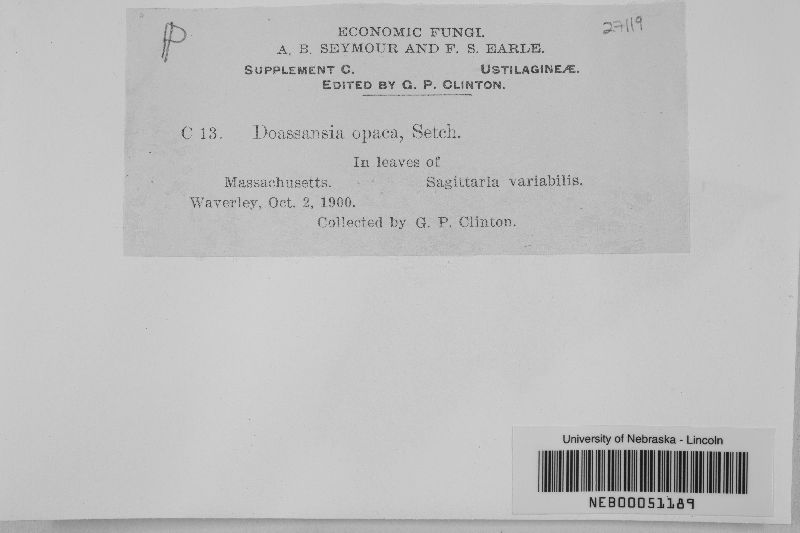 P
27119
ECONOMIC FUNGI.
A. B. SEYMOUR AND F. S. EARLE.
SUPPLEMENT C. USTILAGINEÆ.
EDITED BY G. P. CLINTON.
C 13. Doassansia opaca, Setch.
In leaves of
Massachusetts. Sagittaria variabilis.
Waverley, Oct. 2, 1900.
Collected by G. P. Clinton.
University of Nebraska - Lincoln
NEB00051189